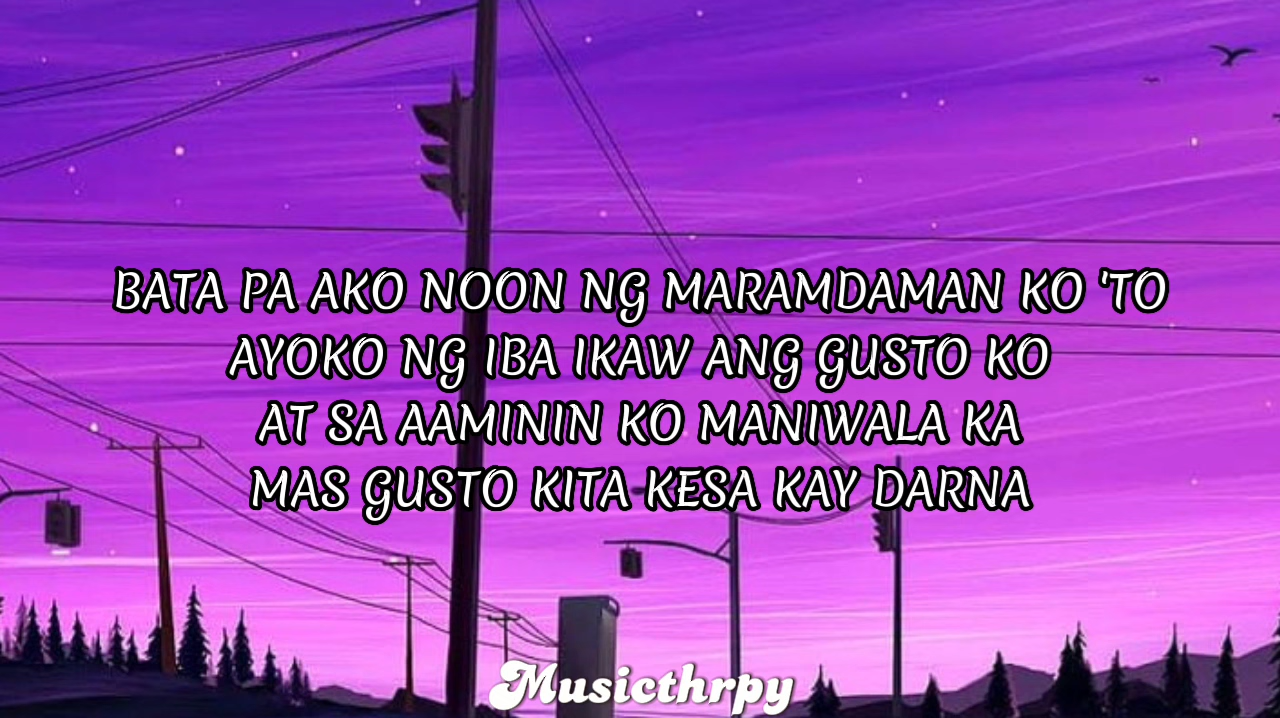 BATA PA AKO NOON NG MARAMDAMAN KO 'TO
AYOKO NG IBA IKAW ANG GUSTO KO
AT SA AAMININ KO MANIWALA KA
MAS GUSTO KITA KESA KAY DARNA
Musicthrpy